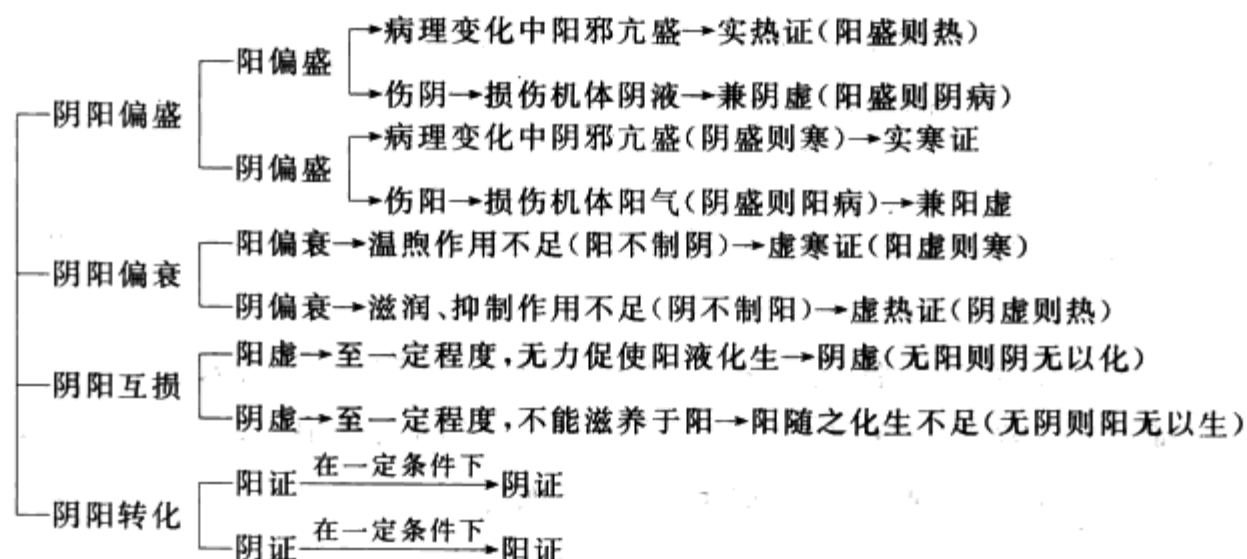 阴阳偏盛
阳偏盛
病理变化中阳邪亢盛→实热证(阳盛则热)
伤阴→损伤机体阴液→兼阴虚(阳盛则阴病)
阴偏盛
病理变化中阴邪亢盛(阴盛则寒)→实寒证
伤阳→损伤机体阳气(阴盛则阳病)→兼阳虚
阴阳偏衰
阳偏衰→温煦作用不足(阳不制阴)→虚寒证(阳虚则寒)
阴偏衰→滋润、抑制作用不足(阴不制阳)→虚热证(阴虚则热)
阴阳互损
阳虚→至一定程度,无力促使阳液化生→阴虚(无阳则阴无以化)
阴虚→至一定程度,不能滋养于阳→阳随之化生不足(无阴则阳无以生)
阴阳转化
阳证 在一定条件下→阴证
阴证 在一定条件下→阳证